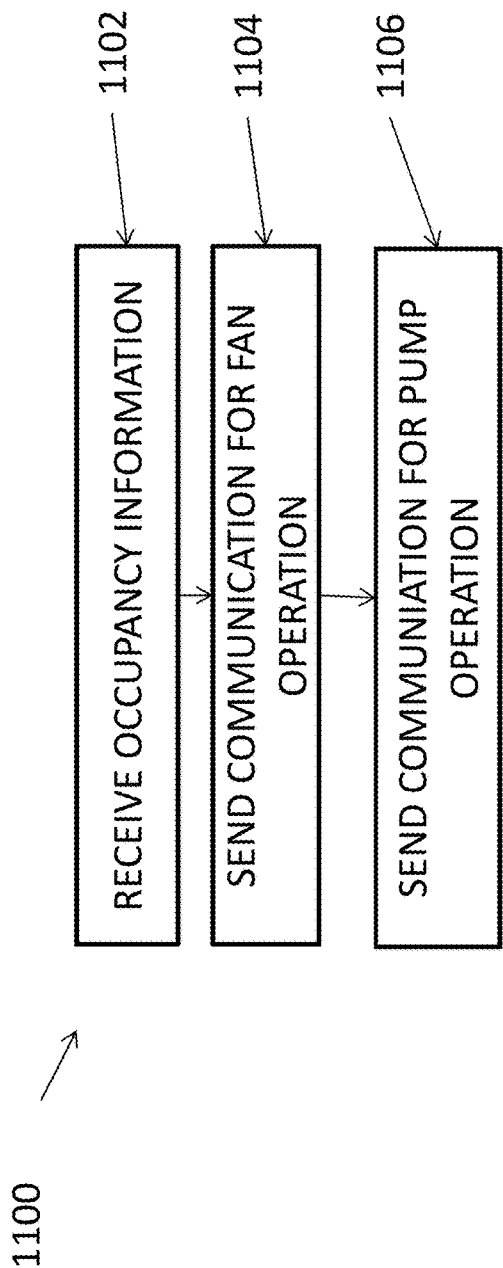 1100
RECEIVE OCCUPANCY INFORMATION
1102
SEND COMMUNICATION FOR FAN
OPERATION
1104
SEND COMMUNIATION FOR PUMP
OPERATION
1106